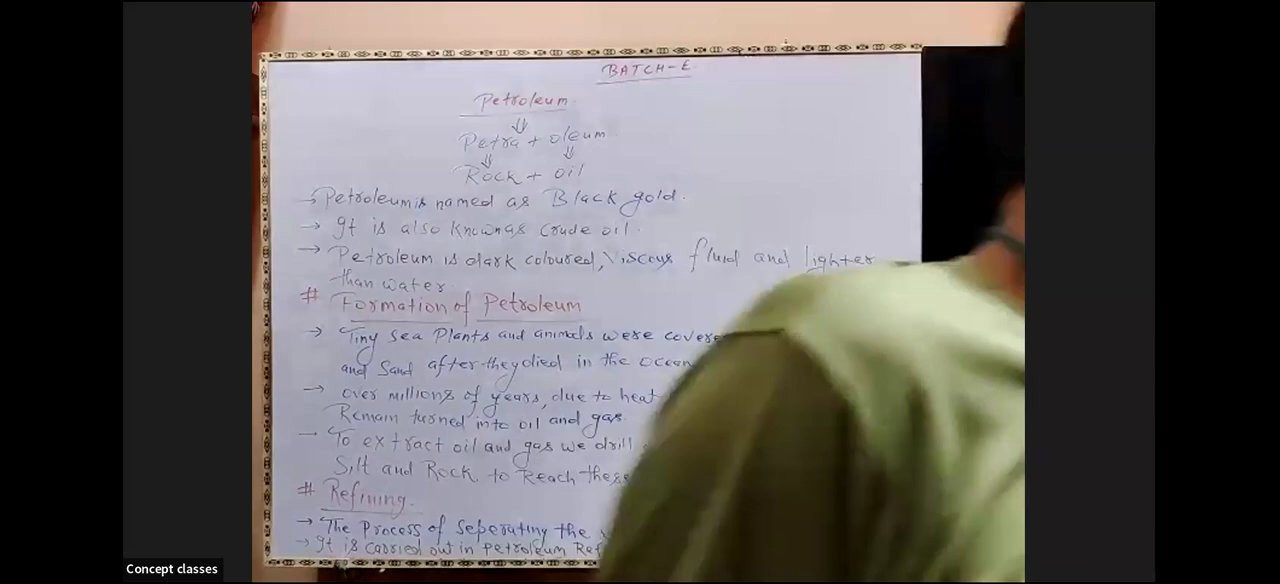 BATCH-E
Petroleum
⇓
Petra + oleum
⇓ ⇓
Rock + oil
→ Petroleum is named as Black gold.
→ It is also known as crude oil.
→ Petroleum is dark coloured, Viscous fluid and lighter
than water.
# Formation of Petroleum
→ Tiny sea Plants and animals were covere
and Sand after they died in the ocean
→ over millions of years, due to heat
Remain turned into oil and gas.
→ To extract oil and gas we drill
Silt and Rock to Reach these
# Refining.
→ The Process of Seperating the
→ It is carried out in Petroleum Ref
Concept classes